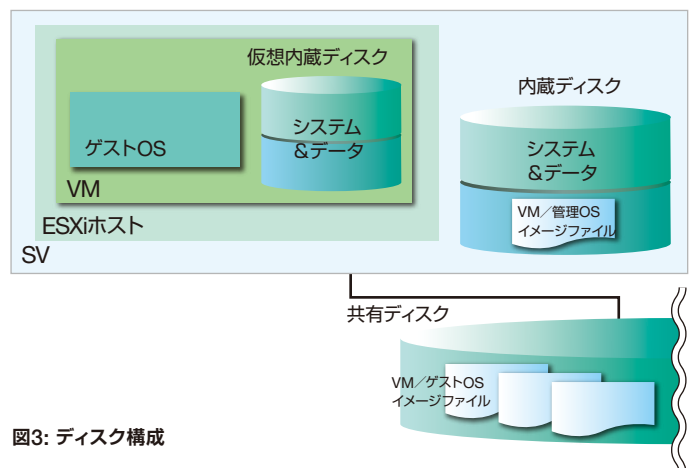 仮想内蔵ディスク
システム
&データ
ゲストOS
VM
ESXiホスト
SV
内蔵ディスク
システム
&データ
VM/管理OS
イメージファイル
共有ディスク
VM/ゲストOS
イメージファイル
図3: ディスク構成